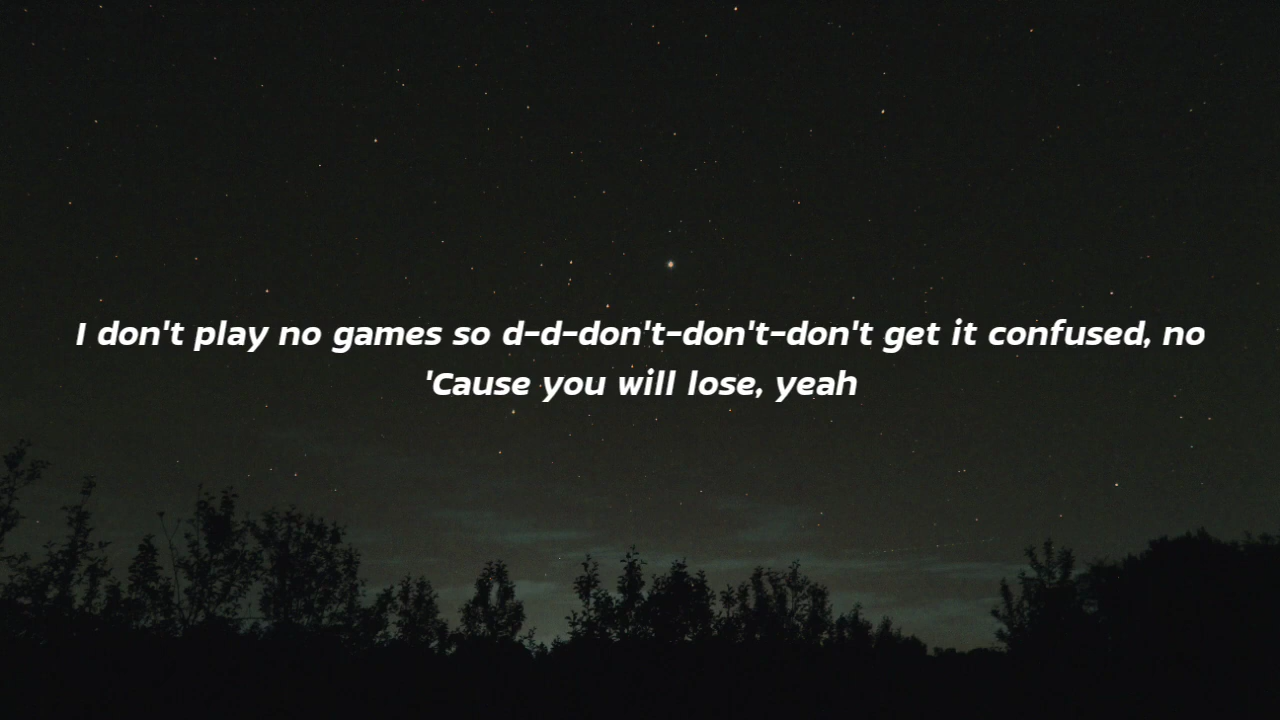 I don't play no games so d-d-don't-don't-don't get it confused, no
'Cause you will lose, yeah